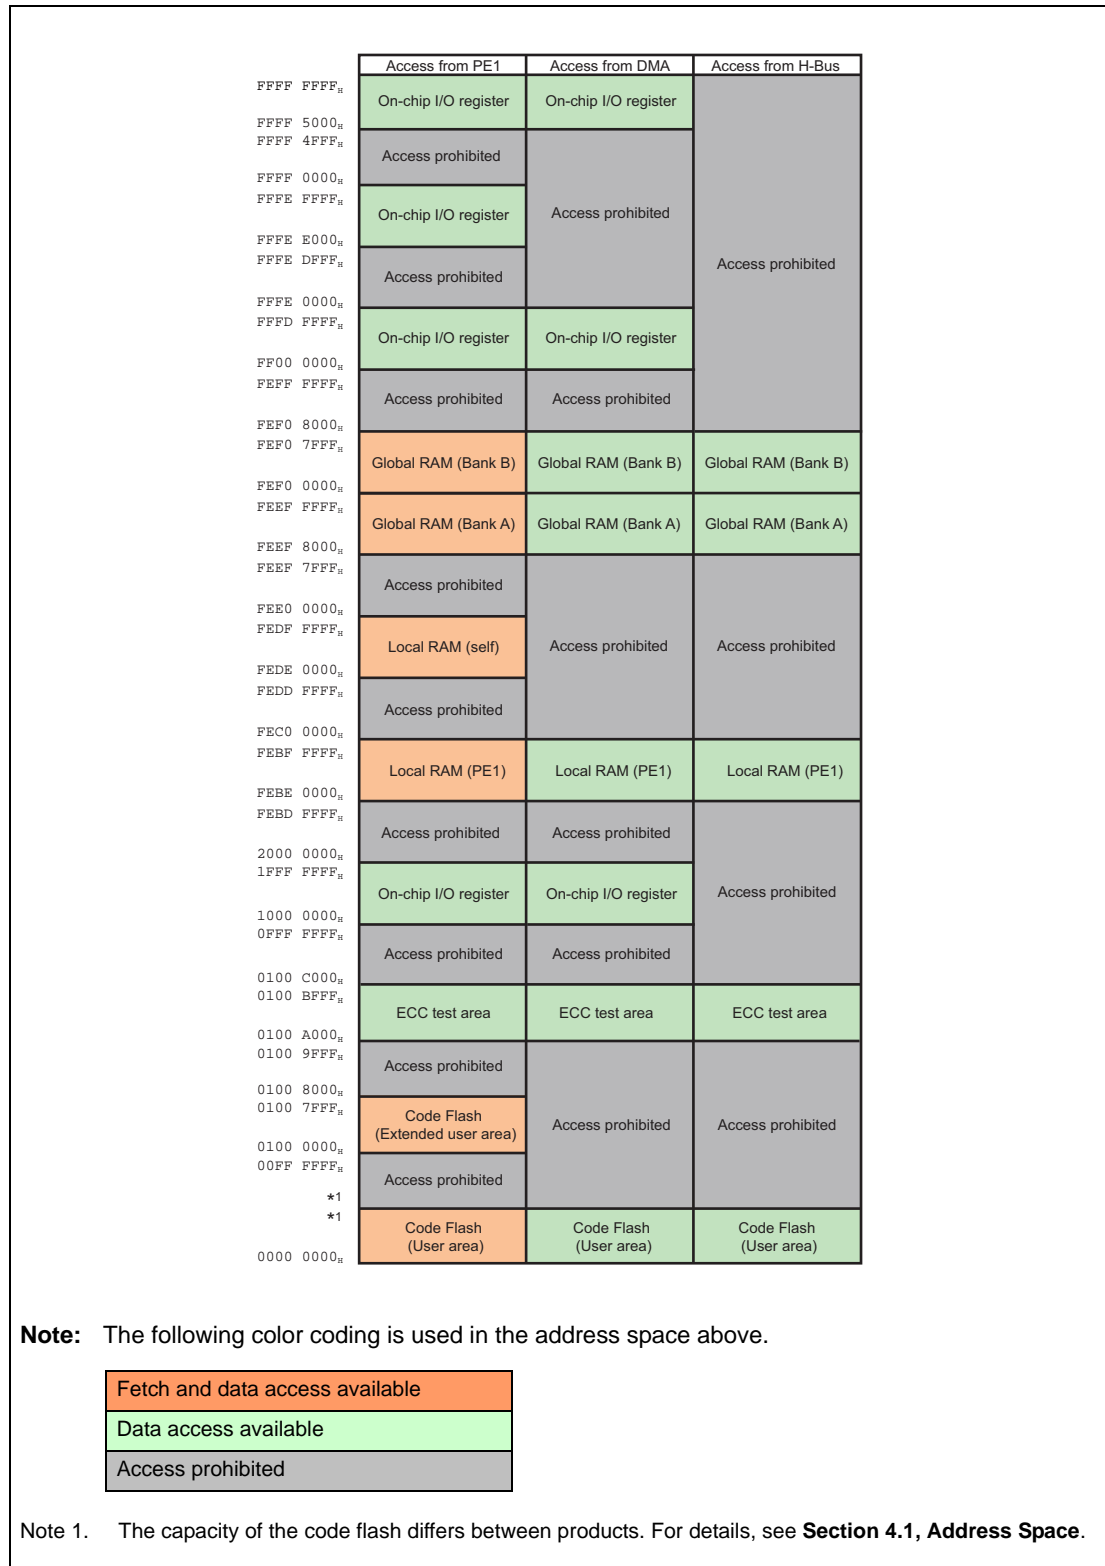 Access from PE1 Access from DMA Access from H-Bus
FFFF FFFFH
On-chip I/O register On-chip I/O register
FFFF 5000H
FFFF 4FFFH
Access prohibited
FFFF 0000H
FFFE FFFFH
On-chip I/O register Access prohibited
FFFE E000H
FFFE DFFFH
Access prohibited
Access prohibited
FFFE 0000H
FFFD FFFFH
On-chip I/O register On-chip I/O register
FF00 0000H
FEFF FFFFH
Access prohibited Access prohibited
FEF0 8000H
FEF0 7FFFH
Global RAM (Bank B) Global RAM (Bank B) Global RAM (Bank B)
FEF0 0000H
FEEF FFFFH
Global RAM (Bank A) Global RAM (Bank A) Global RAM (Bank A)
FEEF 8000H
FEEF 7FFFH
Access prohibited
FEE0 0000H
FEDF FFFFH
Local RAM (self) Access prohibited Access prohibited
FEDE 0000H
FEDD FFFFH
Access prohibited
FEC0 0000H
FEBF FFFFH
Local RAM (PE1) Local RAM (PE1) Local RAM (PE1)
FEBE 0000H
FEBD FFFFH
Access prohibited Access prohibited
2000 0000H
1FFF FFFFH
On-chip I/O register On-chip I/O register Access prohibited
1000 0000H
0FFF FFFFH
Access prohibited Access prohibited
0100 C000H
0100 BFFFH
ECC test area ECC test area ECC test area
0100 A000H
0100 9FFFH
Access prohibited
0100 8000H
0100 7FFFH
Code Flash
(Extended user area) Access prohibited Access prohibited
0100 0000H
00FF FFFFH
Access prohibited
*1
*1
Code Flash Code Flash Code Flash
(User area) (User area) (User area)
0000 0000H
Note: The following color coding is used in the address space above.
Fetch and data access available
Data access available
Access prohibited
Note 1. The capacity of the code flash differs between products. For details, see Section 4.1, Address Space.